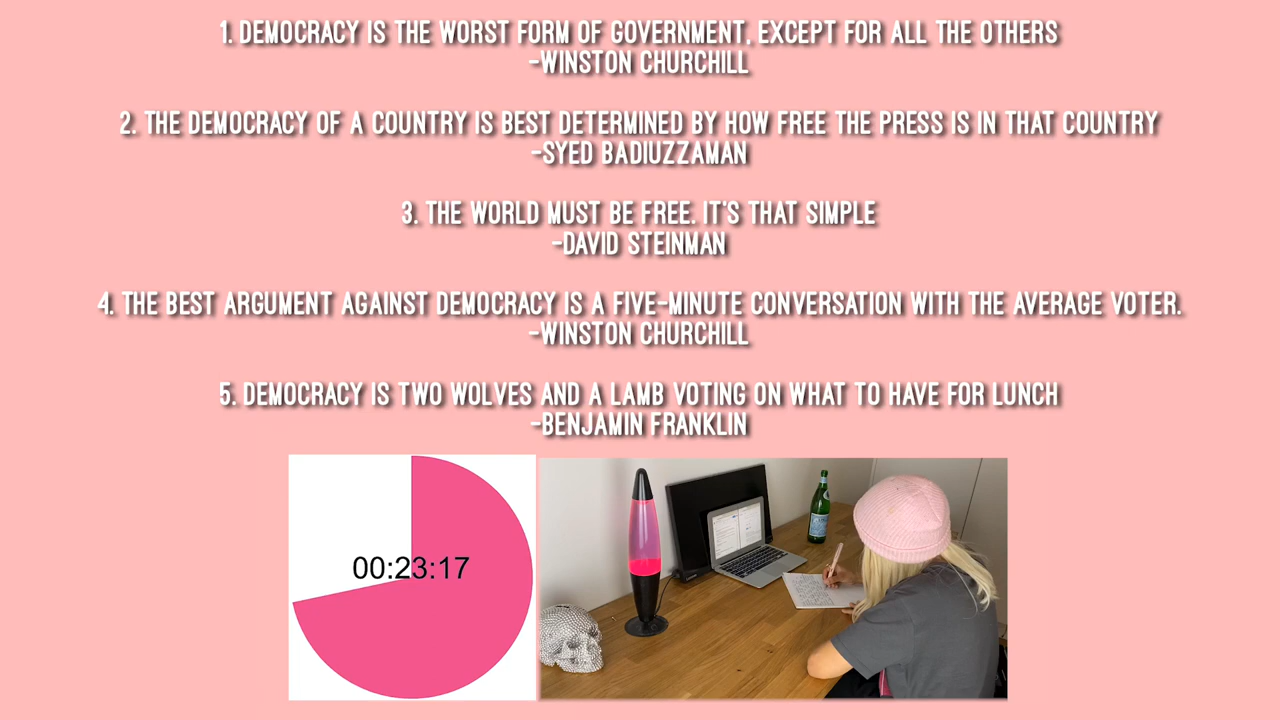 1. DEMOCRACY IS THE WORST FORM OF GOVERNMENT, EXCEPT FOR ALL THE OTHERS
-WINSTON CHURCHILL
2. THE DEMOCRACY OF A COUNTRY IS BEST DETERMINED BY HOW FREE THE PRESS IS IN THAT COUNTRY
-SYED BADIUZZAMAN
3. THE WORLD MUST BE FREE. IT'S THAT SIMPLE
-DAVID STEINMAN
4. THE BEST ARGUMENT AGAINST DEMOCRACY IS A FIVE-MINUTE CONVERSATION WITH THE AVERAGE VOTER.
-WINSTON CHURCHILL
5. DEMOCRACY IS TWO WOLVES AND A LAMB VOTING ON WHAT TO HAVE FOR LUNCH
-BENJAMIN FRANKLIN
00:23:17